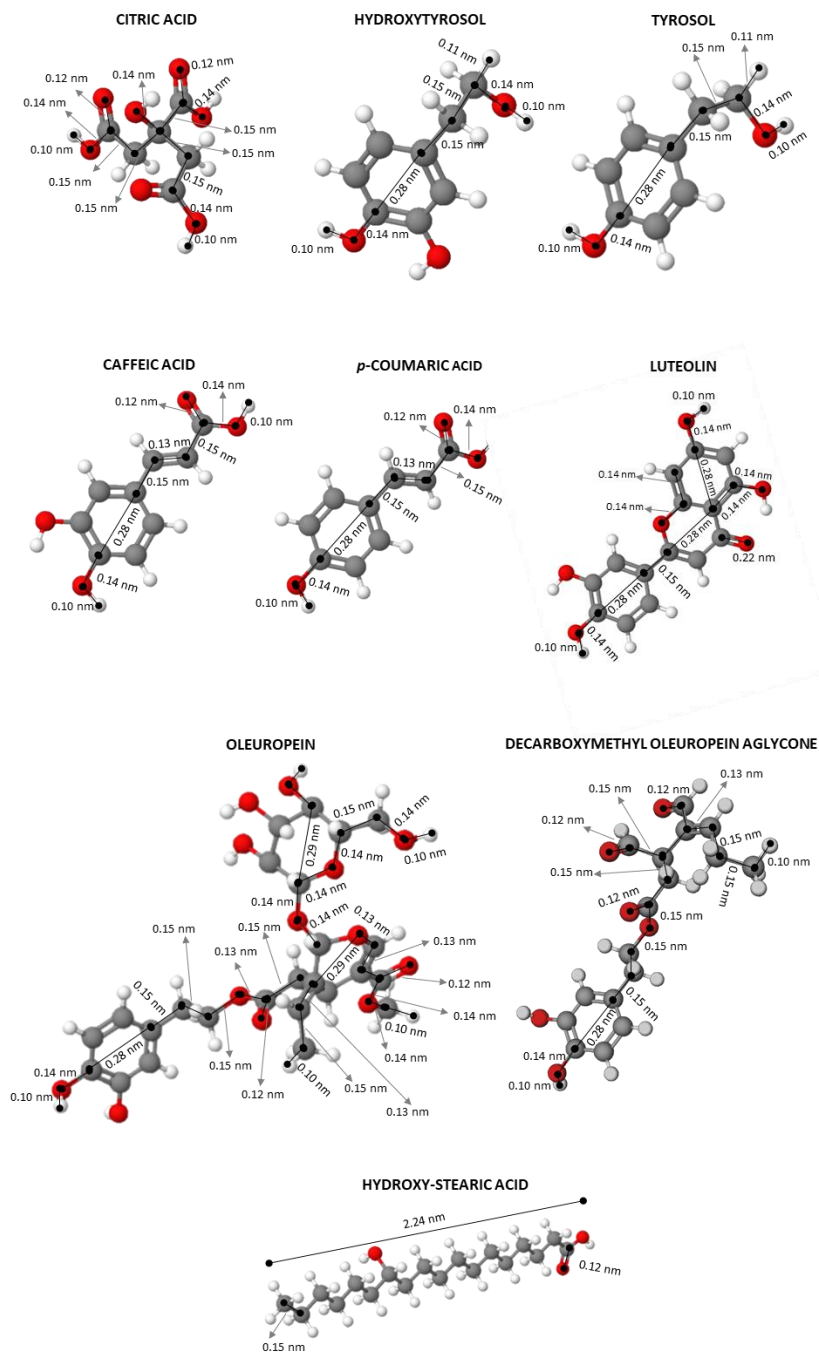 CITRIC ACID
HYDROXYTYROSOL
TYROSOL
0.12 nm
0.14 nm
0.12 nm
0.14 nm
0.14 nm
0.10 nm
0.15 nm
0.15 nm
0.15 nm
0.15 nm
0.15 nm
0.14 nm
0.10 nm
0.11 nm
0.15 nm
0.14 nm
0.10 nm
0.15 nm
0.28 nm
0.10 nm
0.14 nm
0.11 nm
0.15 nm
0.14 nm
0.15 nm
0.10 nm
0.28 nm
0.10 nm
0.14 nm
CAFFEIC ACID
p-COUMARIC ACID
LUTEOLIN
0.14 nm
0.12 nm
0.10 nm
0.13 nm
0.15 nm
0.15 nm
0.28 nm
0.14 nm
0.10 nm
0.12 nm
0.14 nm
0.13 nm
0.15 nm
0.15 nm
0.28 nm
0.14 nm
0.10 nm
0.10 nm
0.14 nm
0.28 nm
0.14 nm
0.14 nm
0.14 nm
0.14 nm
0.28 nm
0.22 nm
0.15 nm
0.28 nm
0.10 nm
0.14 nm
OLEUROPEIN
DECARBOXYMETHYL OLEUROPEIN AGLYCONE
0.15 nm
0.14 nm
0.29 nm
0.14 nm
0.10 nm
0.14 nm
0.14 nm
0.14 nm
0.13 nm
0.15 nm
0.15 nm
0.13 nm
0.13 nm
0.29 nm
0.12 nm
0.15 nm
0.14 nm
0.10 nm
0.28 nm
0.14 nm
0.14 nm
0.15 nm
0.10 nm
0.15 nm
0.10 nm
0.12 nm
0.13 nm
0.12 nm
0.13 nm
0.15 nm
0.12 nm
0.15 nm
0.10 nm
0.15 nm
0.15 nm
0.12 nm
0.15 nm
0.15 nm
0.15 nm
0.28 nm
0.14 nm
0.10 nm
HYDROXY-STEARIC ACID
2.24 nm
0.12 nm
0.15 nm